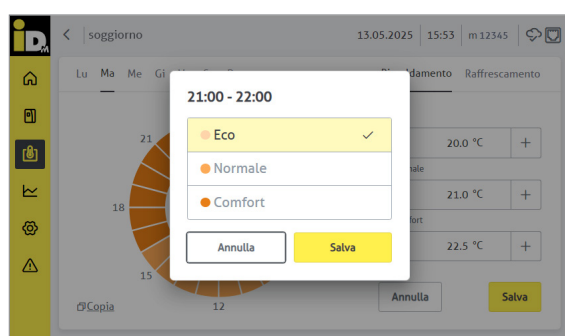 iDM
soggiorno
13.05.2025 15:53 m 12345
Lu Ma Me Gi
Raffrescamento
21:00 - 22:00
Eco
Normale
Comfort
Annulla Salva
21
18
15
12
20.0 °C +
21.0 °C +
22.5 °C +
Copia
Annulla Salva